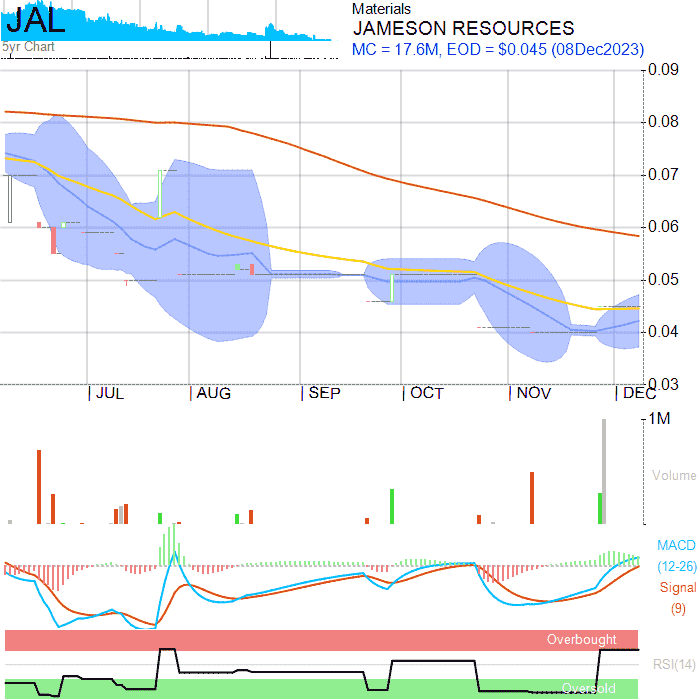 JAL
5yr Chart
Materials
JAMESON RESOURCES
MC = 17.6M, EOD = $0.045 (08Dec2023)
0.09
0.08
0.07
0.06
0.05
0.04
0.03
JUL AUG SEP OCT NOV DEC
1M
Volume
MACD
(12-26)
Signal
(9)
Overbought
RSI(14)
Oversold